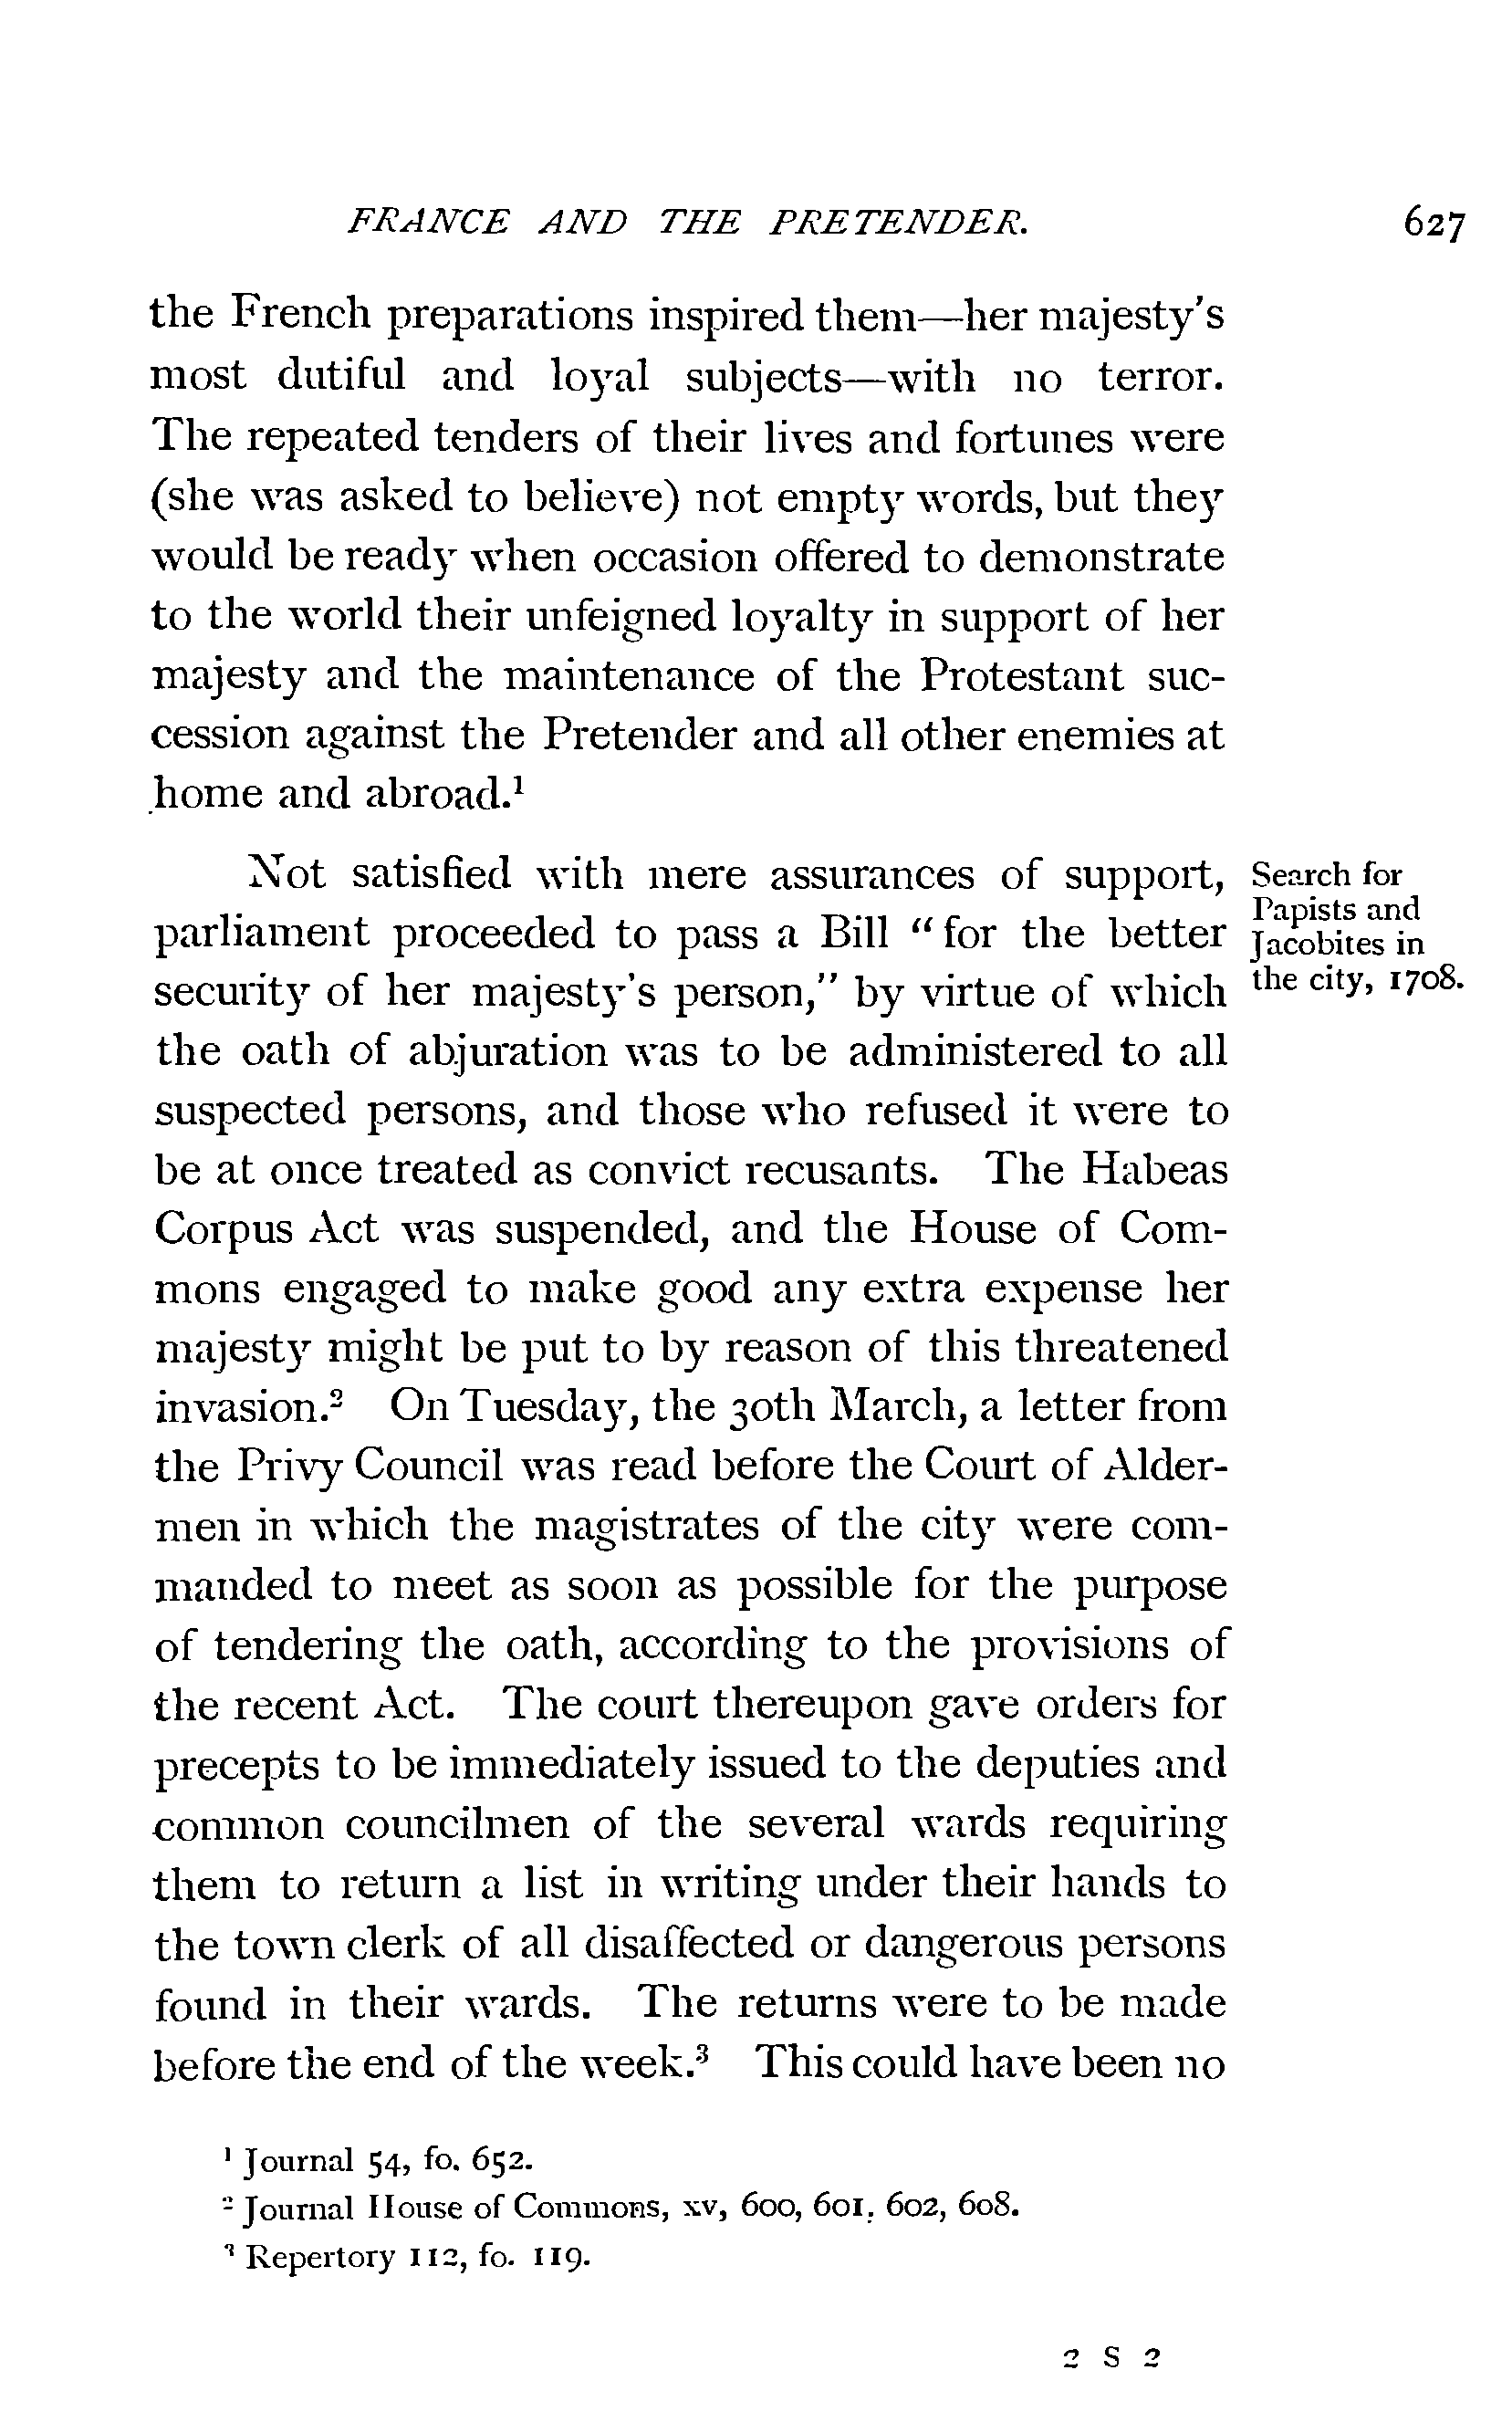 FRANCE AND THE PRETENDER. 627
the French preparations inspired them—her majesty's
most dutiful and loyal subjects—with no terror.
The repeated tenders of their lives and fortunes were
(she was asked to believe) not empty words, but they
would be ready when occasion offered to demonstrate
to the world their unfeigned loyalty in support of her
majesty and the maintenance of the Protestant suc-
cession against the Pretender and all other enemies at
home and abroad.¹
Not satisfied with mere assurances of support,
parliament proceeded to pass a Bill "for the better
security of her majesty's person," by virtue of which
the oath of abjuration was to be administered to all
suspected persons, and those who refused it were to
be at once treated as convict recusants. The Habeas
Corpus Act was suspended, and the House of Com-
mons engaged to make good any extra expense her
majesty might be put to by reason of this threatened
invasion.² On Tuesday, the 30th March, a letter from
the Privy Council was read before the Court of Alder-
men in which the magistrates of the city were com-
manded to meet as soon as possible for the purpose
of tendering the oath, according to the provisions of
the recent Act. The court thereupon gave orders for
precepts to be immediately issued to the deputies and
common councilmen of the several wards requiring
them to return a list in writing under their hands to
the town clerk of all disaffected or dangerous persons
found in their wards. The returns were to be made
before the end of the week.³ This could have been no
Search for
Papists and
Jacobites in
the city, 1708.
¹ Journal 54, fo. 652.
² Journal House of Commons, xv, 600, 601, 602, 608.
³ Repertory 112, fo. 119.
2 S 2